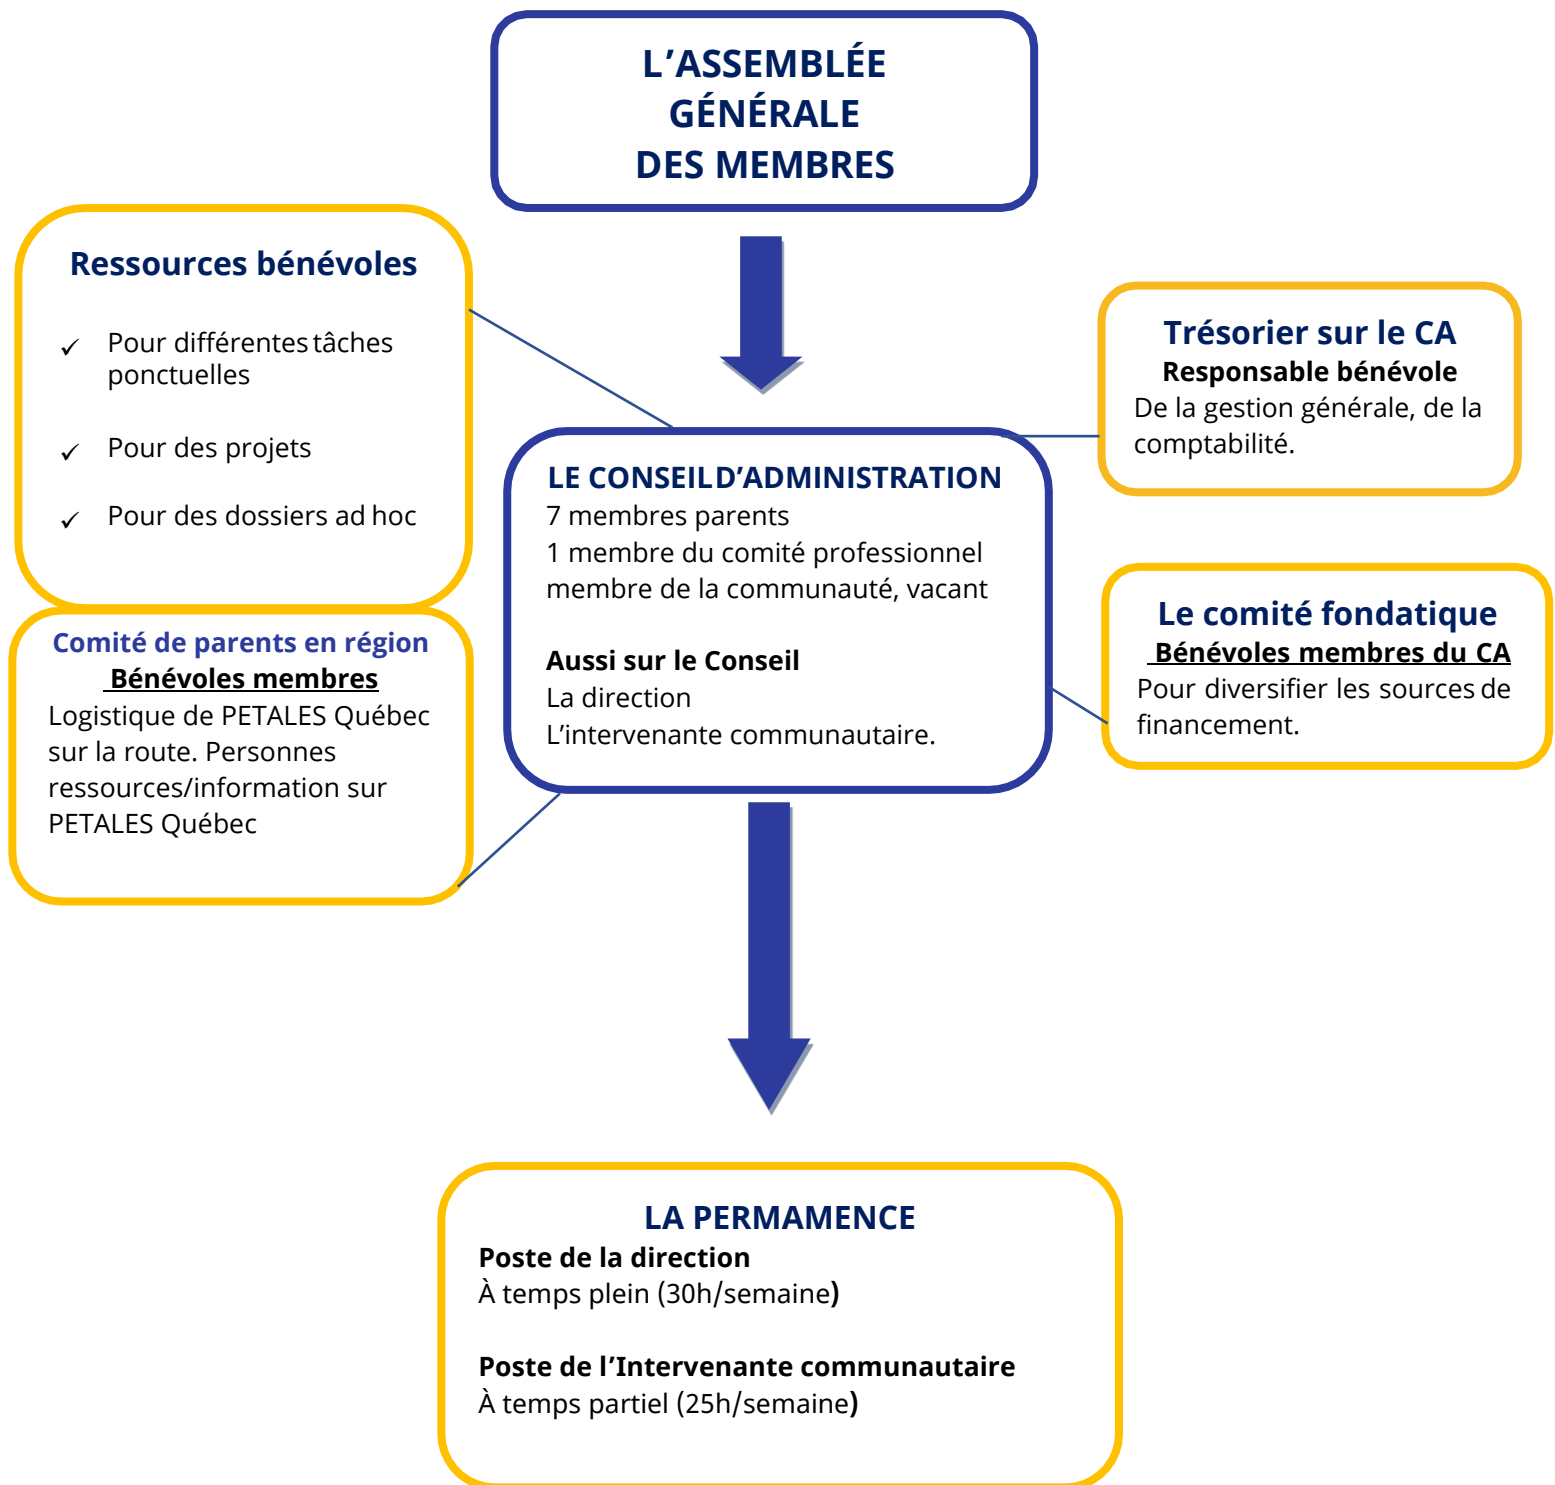 L’ASSEMBLÉE
GÉNÉRALE
DES MEMBRES
Ressources bénévoles
✓ Pour différentes tâches
ponctuelles
✓ Pour des projets
✓ Pour des dossiers ad hoc
Trésorier sur le CA
Responsable bénévole
De la gestion générale, de la
comptabilité.
LE CONSEIL D’ADMINISTRATION
7 membres parents
1 membre du comité professionnel
membre de la communauté, vacant
Aussi sur le Conseil
La direction
L’intervenante communautaire.
Le comité fondatique
Bénévoles membres du CA
Pour diversifier les sources de
financement.
Comité de parents en région
Bénévoles membres
Logistique de PETALES Québec
sur la route. Personnes
ressources/information sur
PETALES Québec
LA PERMAMENCE
Poste de la direction
À temps plein (30h/semaine)
Poste de l’Intervenante communautaire
À temps partiel (25h/semaine)